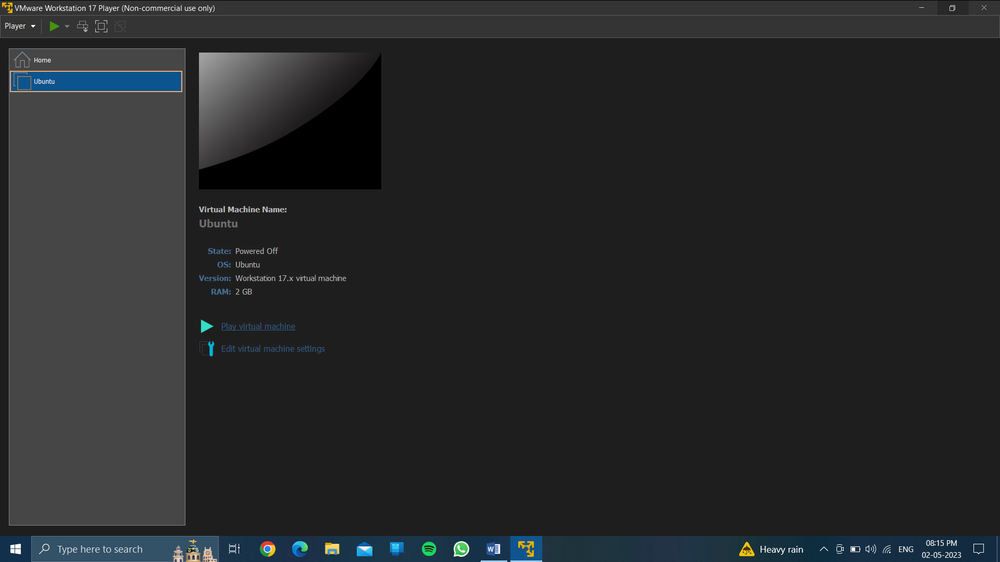 VMware Workstation 17 Player (Non-commercial use only)
Player
Home
Ubuntu
Virtual Machine Name:
Ubuntu
State: Powered Off
OS: Ubuntu
Version: Workstation 17.x virtual machine
RAM: 2 GB
Play virtual machine
Edit virtual machine settings
Type here to search
W
Heavy rain
ENG
08:15 PM
02-05-2023